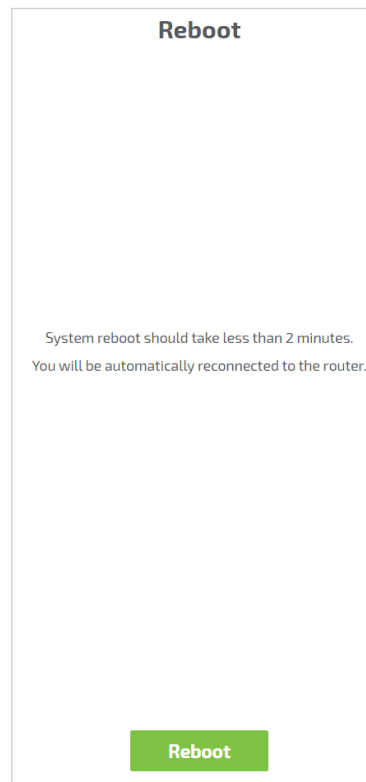 Reboot
System reboot should take less than 2 minutes.
You will be automatically reconnected to the router.
Reboot